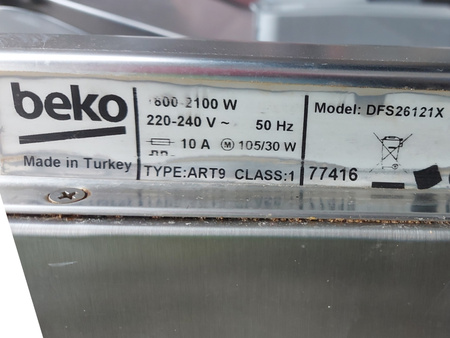 beko
Made in Turkey
800-2100 W
220-240 V ~ 50 Hz
10 A M 105/30 W
TYPE:ART9 CLASS:1
Model: DFS26121X
77416